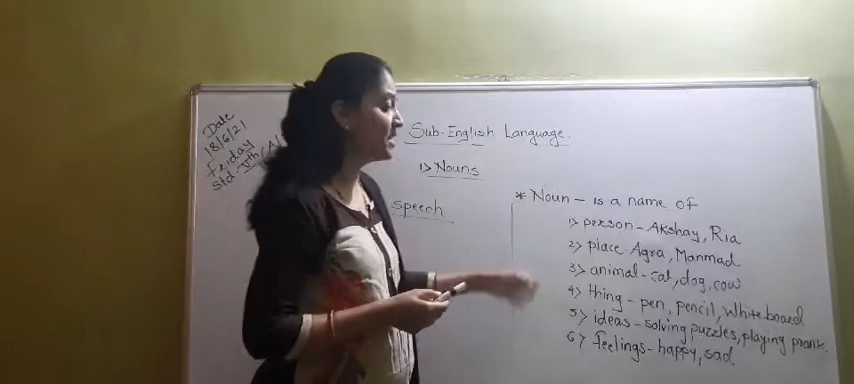 Date
18/6/21
Friday
Std-Vth
Sub-English Language.
1> Nouns
speech
* Noun - is a name of
1> person - Akshay, Ria
2> place - Agra, Manmad
3> animal - cat, dog, cow
4> thing - pen, pencil, White board
5> ideas - solving puzzles, playing prank.
6> feelings - happy, sad.